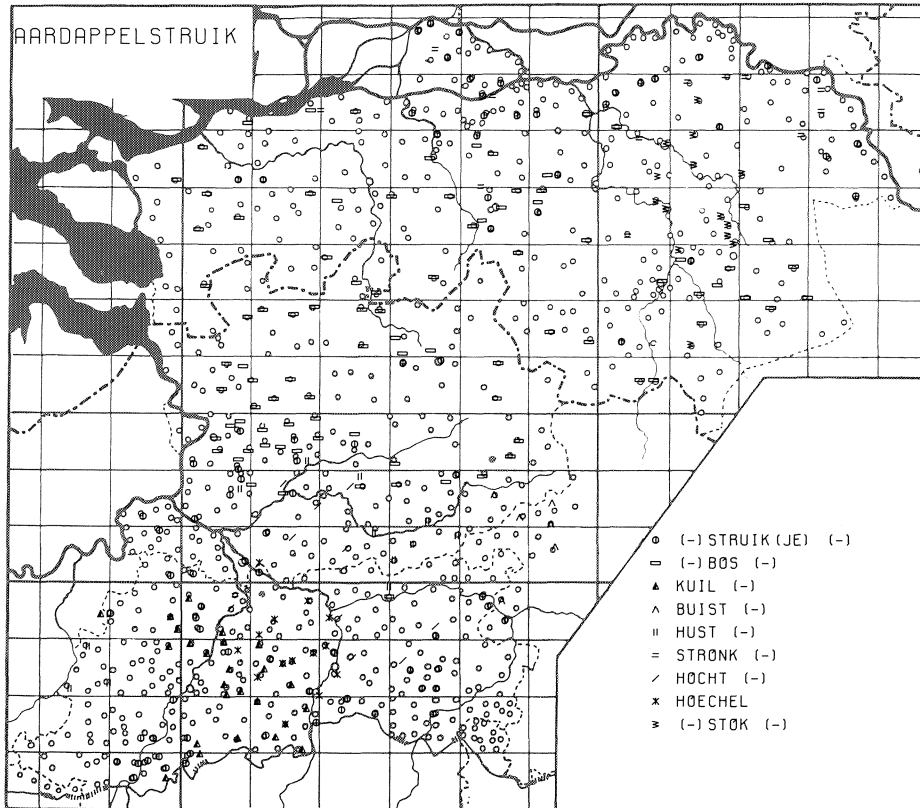 AARDAPPELSTRUIK
(-) STRUIK (JE) (-)
(-) BOS (-)
KUIL (-)
BUIST (-)
HUST (-)
STRONK (-)
HOCHT (-)
HOECHEL
(-) STOK (-)